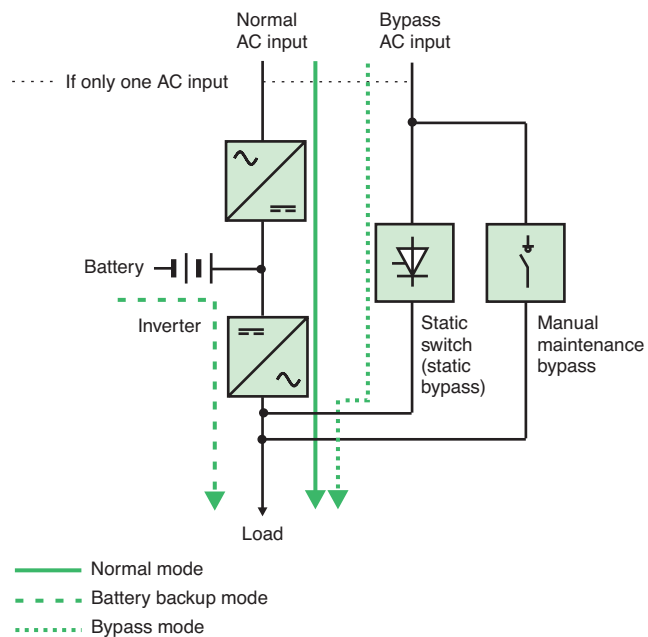 Normal
AC input
Bypass
AC input
If only one AC input
Battery
Inverter
Static
switch
(static
bypass)
Manual
maintenance
bypass
Load
Normal mode
Battery backup mode
Bypass mode